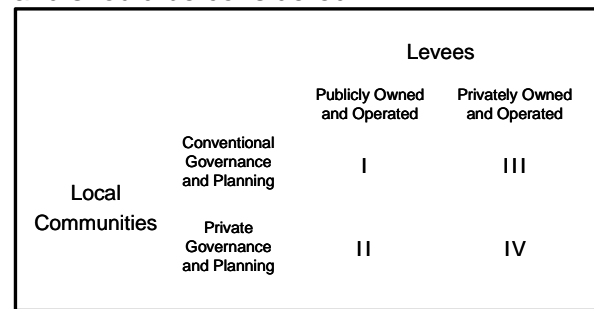 Levees
Publicly Owned
and Operated
Privately Owned
and Operated
Conventional
Governance
and Planning
I
III
Local
Communities
Private
Governance
and Planning
II
IV